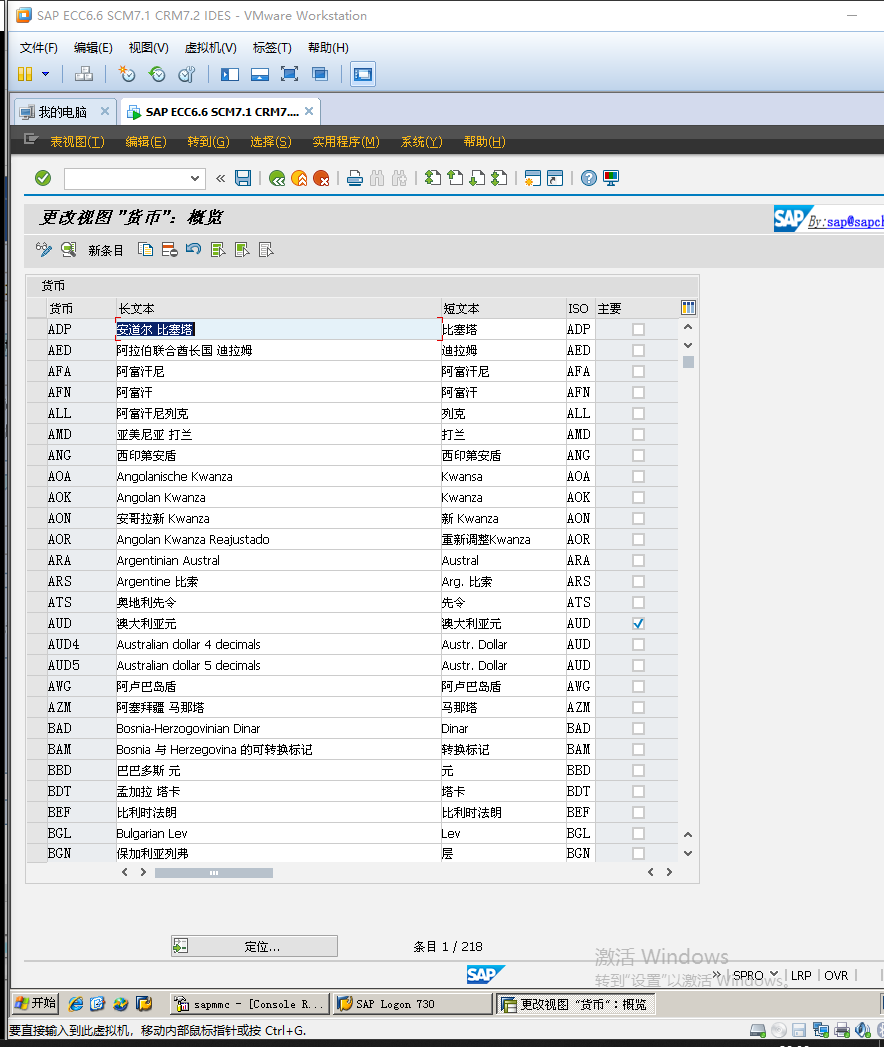 SAP ECC6.6 SCM7.1 CRM7.2 IDES - VMware Workstation
文件(F) 编辑(E) 视图(V) 虚拟机(V) 标签(T) 帮助(H)
我的电脑 SAP ECC6.6 SCM7.1 CRM7....
表视图(T) 编辑(E) 转到(G) 选择(S) 实用程序(M) 系统(Y) 帮助(H)
更改视图"货币": 概览 SAP By:sap@sapch
新条目
货币
货币 长文本 短文本 ISO 主要
ADP 安道尔 比塞塔 比塞塔 ADP
AED 阿拉伯联合酋长国 迪拉姆 迪拉姆 AED
AFA 阿富汗尼 阿富汗尼 AFA
AFN 阿富汗 阿富汗 AFN
ALL 阿富汗尼列克 列克 ALL
AMD 亚美尼亚 打兰 打兰 AMD
ANG 西印第安盾 西印第安盾 ANG
AOA Angolanische Kwanza Kwansa AOA
AOK Angolan Kwanza Kwanza AOK
AON 安哥拉新 Kwanza 新 Kwanza AON
AOR Angolan Kwanza Reajustado 重新调整Kwanza AOR
ARA Argentinian Austral Austral ARA
ARS Argentine 比索 Arg. 比索 ARS
ATS 奥地利先令 先令 ATS
AUD 澳大利亚元 澳大利亚元 AUD
AUD4 Australian dollar 4 decimals Austr. Dollar AUD
AUD5 Australian dollar 5 decimals Austr. Dollar AUD
AWG 阿卢巴岛盾 阿卢巴岛盾 AWG
AZM 阿塞拜疆 马那塔 马那塔 AZM
BAD Bosnia-Herzogovinian Dinar Dinar BAD
BAM Bosnia 与 Herzegovina 的可转换标记 转换标记 BAM
BBD 巴巴多斯 元 元 BBD
BDT 孟加拉 塔卡 塔卡 BDT
BEF 比利时法朗 比利时法朗 BEF
BGL Bulgarian Lev Lev BGL
BGN 保加利亚列弗 层 BGN
定位... 条目 1 / 218
激活 Windows
转到"设置"以激活 Windows。
SAP » SPRO LRP OVR
开始 sapmmc - [Console R... SAP Logon 730 更改视图 "货币": 概览
要直接输入到此虚拟机，移动内部鼠标指针或按 Ctrl+G.